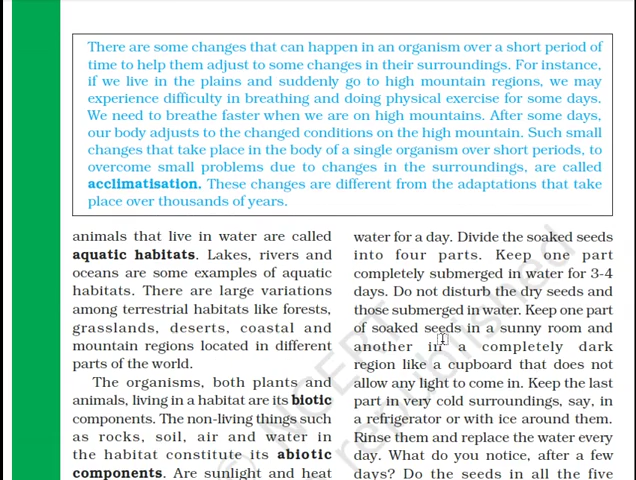 There are some changes that can happen in an organism over a short period of
time to help them adjust to some changes in their surroundings. For instance,
if we live in the plains and suddenly go to high mountain regions, we may
experience difficulty in breathing and doing physical exercise for some days.
We need to breathe faster when we are on high mountains. After some days,
our body adjusts to the changed conditions on the high mountain. Such small
changes that take place in the body of a single organism over short periods, to
overcome small problems due to changes in the surroundings, are called
acclimatisation. These changes are different from the adaptations that take
place over thousands of years.
animals that live in water are called
aquatic habitats. Lakes, rivers and
oceans are some examples of aquatic
habitats. There are large variations
among terrestrial habitats like forests,
grasslands, deserts, coastal and
mountain regions located in different
parts of the world.
The organisms, both plants and
animals, living in a habitat are its biotic
components. The non-living things such
as rocks, soil, air and water in
the habitat constitute its abiotic
components. Are sunlight and heat
water for a day. Divide the soaked seeds
into four parts. Keep one part
completely submerged in water for 3-4
days. Do not disturb the dry seeds and
those submerged in water. Keep one part
of soaked seeds in a sunny room and
another in a completely dark
region like a cupboard that does not
allow any light to come in. Keep the last
part in very cold surroundings, say, in
a refrigerator or with ice around them.
Rinse them and replace the water every
day. What do you notice, after a few
days? Do the seeds in all the five
© NCERT
republished